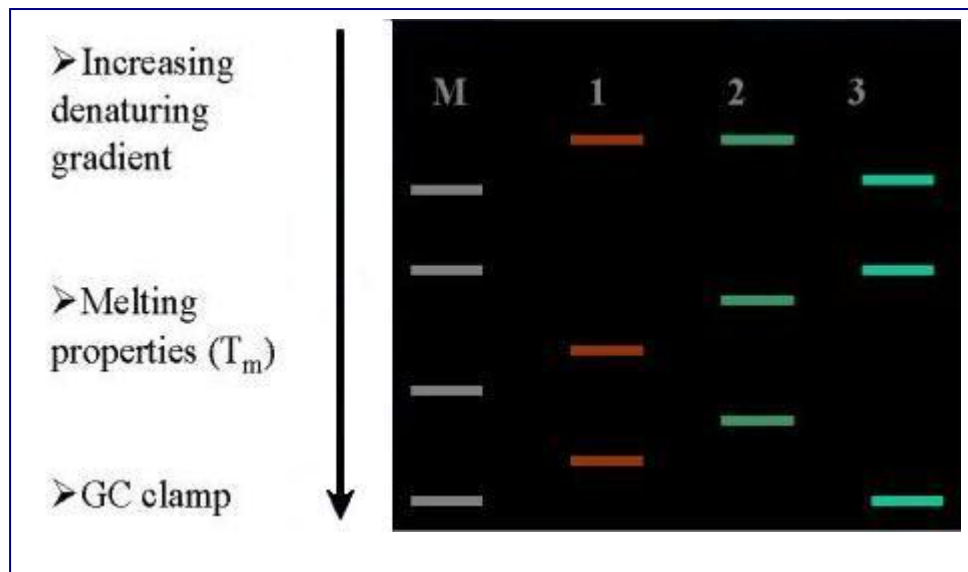 ➢Increasing
denaturing
gradient
➢Melting
properties (Tm)
➢GC clamp
M 1 2 3